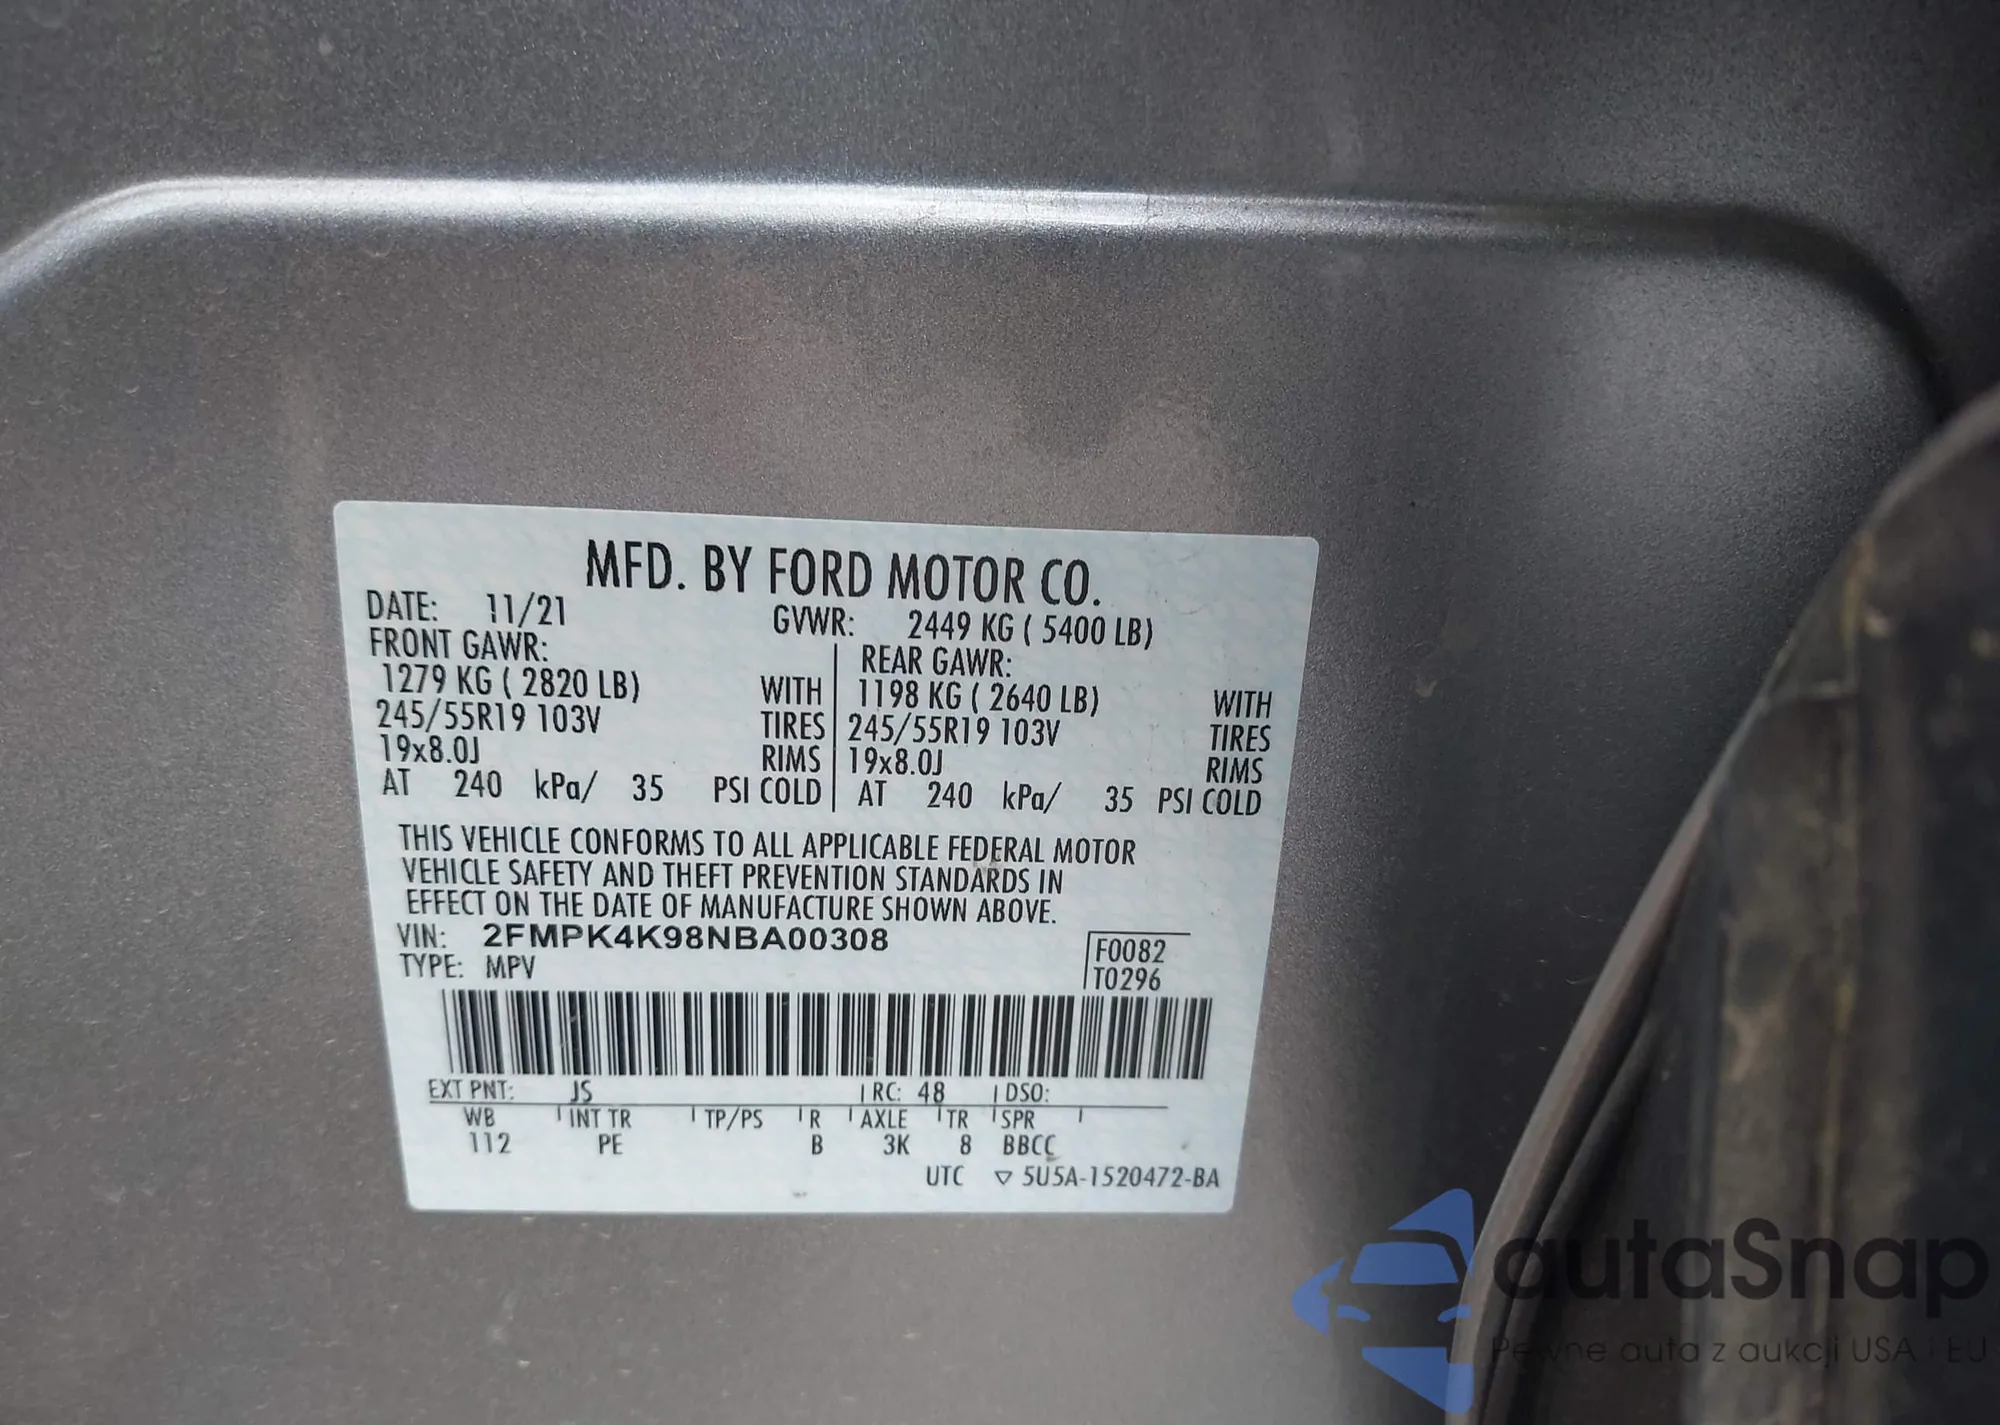 MFD. BY FORD MOTOR CO.
DATE: 11/21 GVWR: 2449 KG ( 5400 LB)
FRONT GAWR: REAR GAWR:
1279 KG ( 2820 LB) WITH 1198 KG ( 2640 LB) WITH
245/55R19 103V TIRES 245/55R19 103V TIRES
19x8.0J RIMS 19x8.0J RIMS
AT 240 kPa/ 35 PSI COLD AT 240 kPa/ 35 PSI COLD
THIS VEHICLE CONFORMS TO ALL APPLICABLE FEDERAL MOTOR
VEHICLE SAFETY AND THEFT PREVENTION STANDARDS IN
EFFECT ON THE DATE OF MANUFACTURE SHOWN ABOVE.
VIN: 2FMPK4K98NBA00308 F0082
TYPE: MPV T0296
EXT PNT: JS RC: 48 DSO:
WB INT TR TP/PS R AXLE TR SPR
112 PE B 3K 8 BBCC
UTC ▽ 5U5A-1520472-BA
autaSnap
Pewne auta z aukcji USA i EU